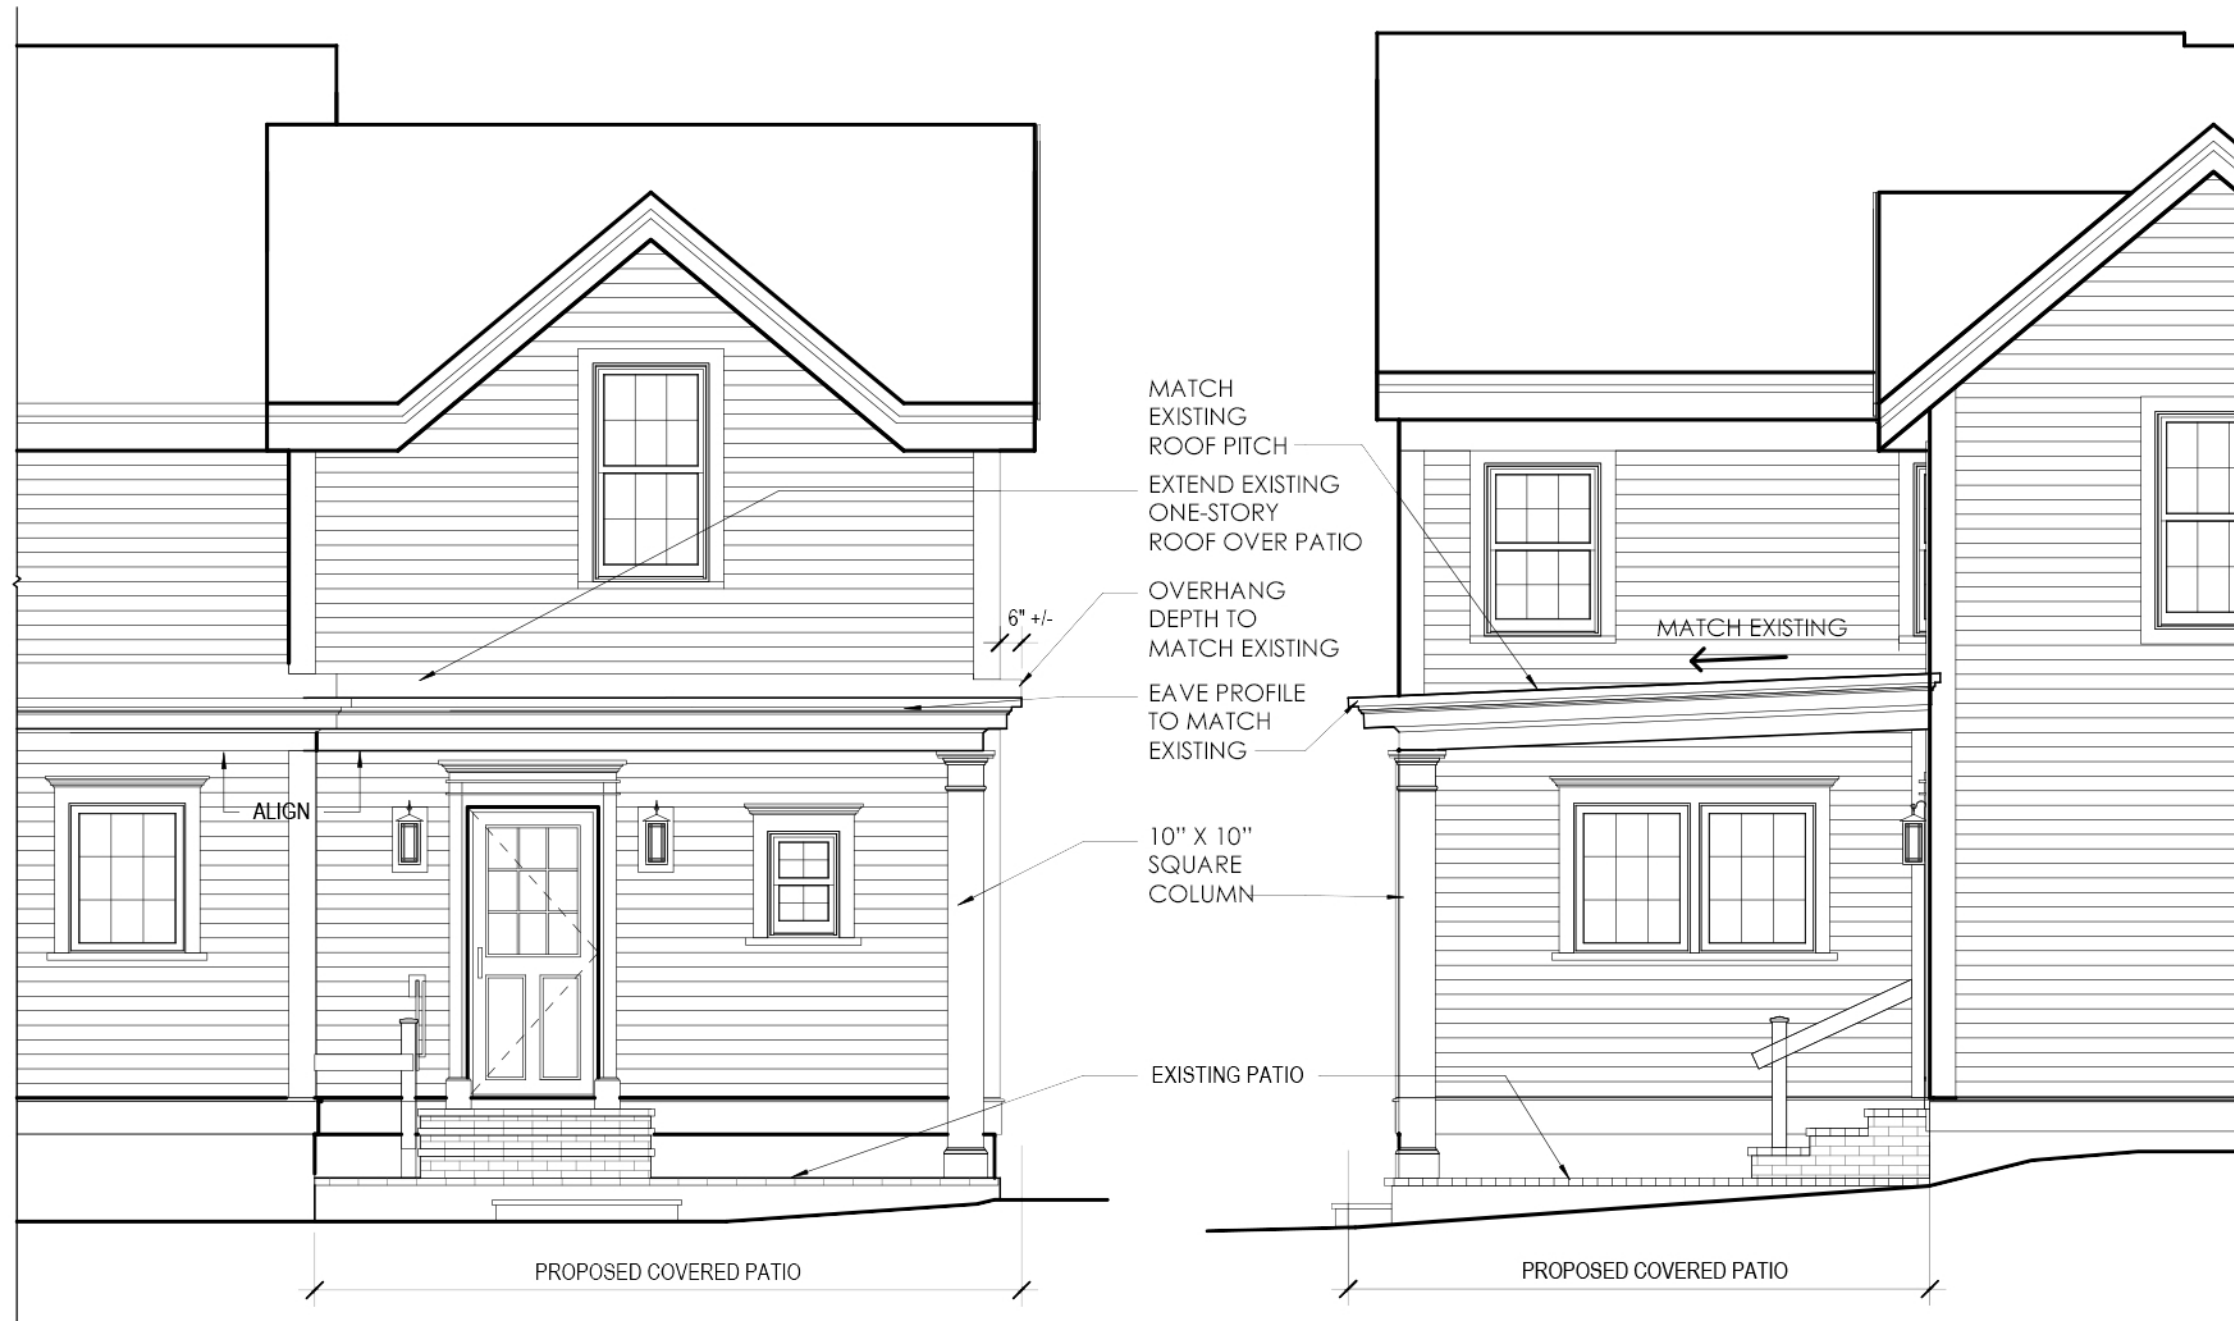 MATCH
EXISTING
ROOF PITCH
EXTEND EXISTING
ONE-STORY
ROOF OVER PATIO
OVERHANG
DEPTH TO
MATCH EXISTING
6" +/-
MATCH EXISTING
EAVE PROFILE
TO MATCH
EXISTING
ALIGN
10" X 10"
SQUARE
COLUMN
EXISTING PATIO
PROPOSED COVERED PATIO
PROPOSED COVERED PATIO